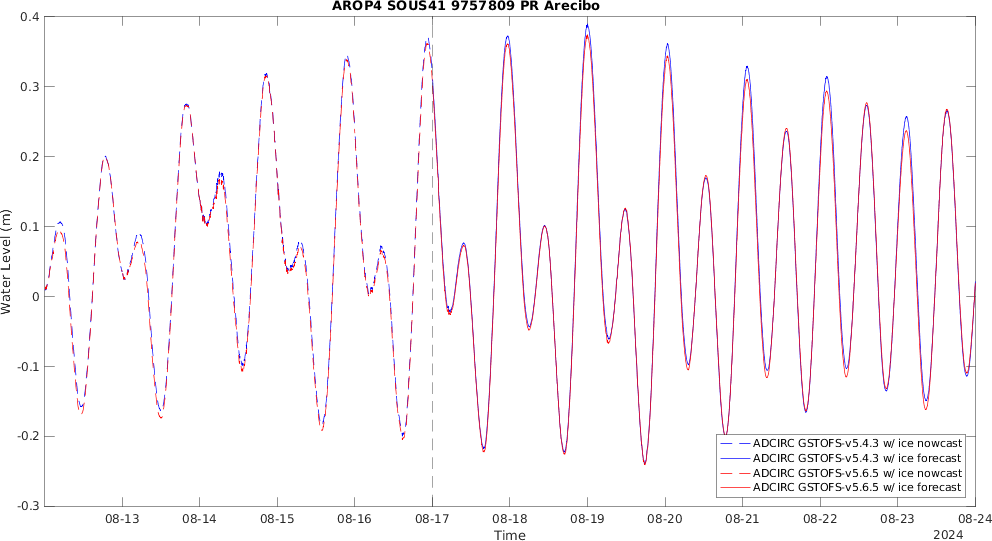 AROP4 SOUS41 9757809 PR Arecibo
0.4
0.3
0.2
0.1
0
-0.1
-0.2
-0.3
Water Level (m)
08-13 08-14 08-15 08-16 08-17 08-18 08-19 08-20 08-21 08-22 08-23 08-24
Time
2024
ADCIRC GSTOFS-v5.4.3 w/ ice nowcast
ADCIRC GSTOFS-v5.4.3 w/ ice forecast
ADCIRC GSTOFS-v5.6.5 w/ ice nowcast
ADCIRC GSTOFS-v5.6.5 w/ ice forecast